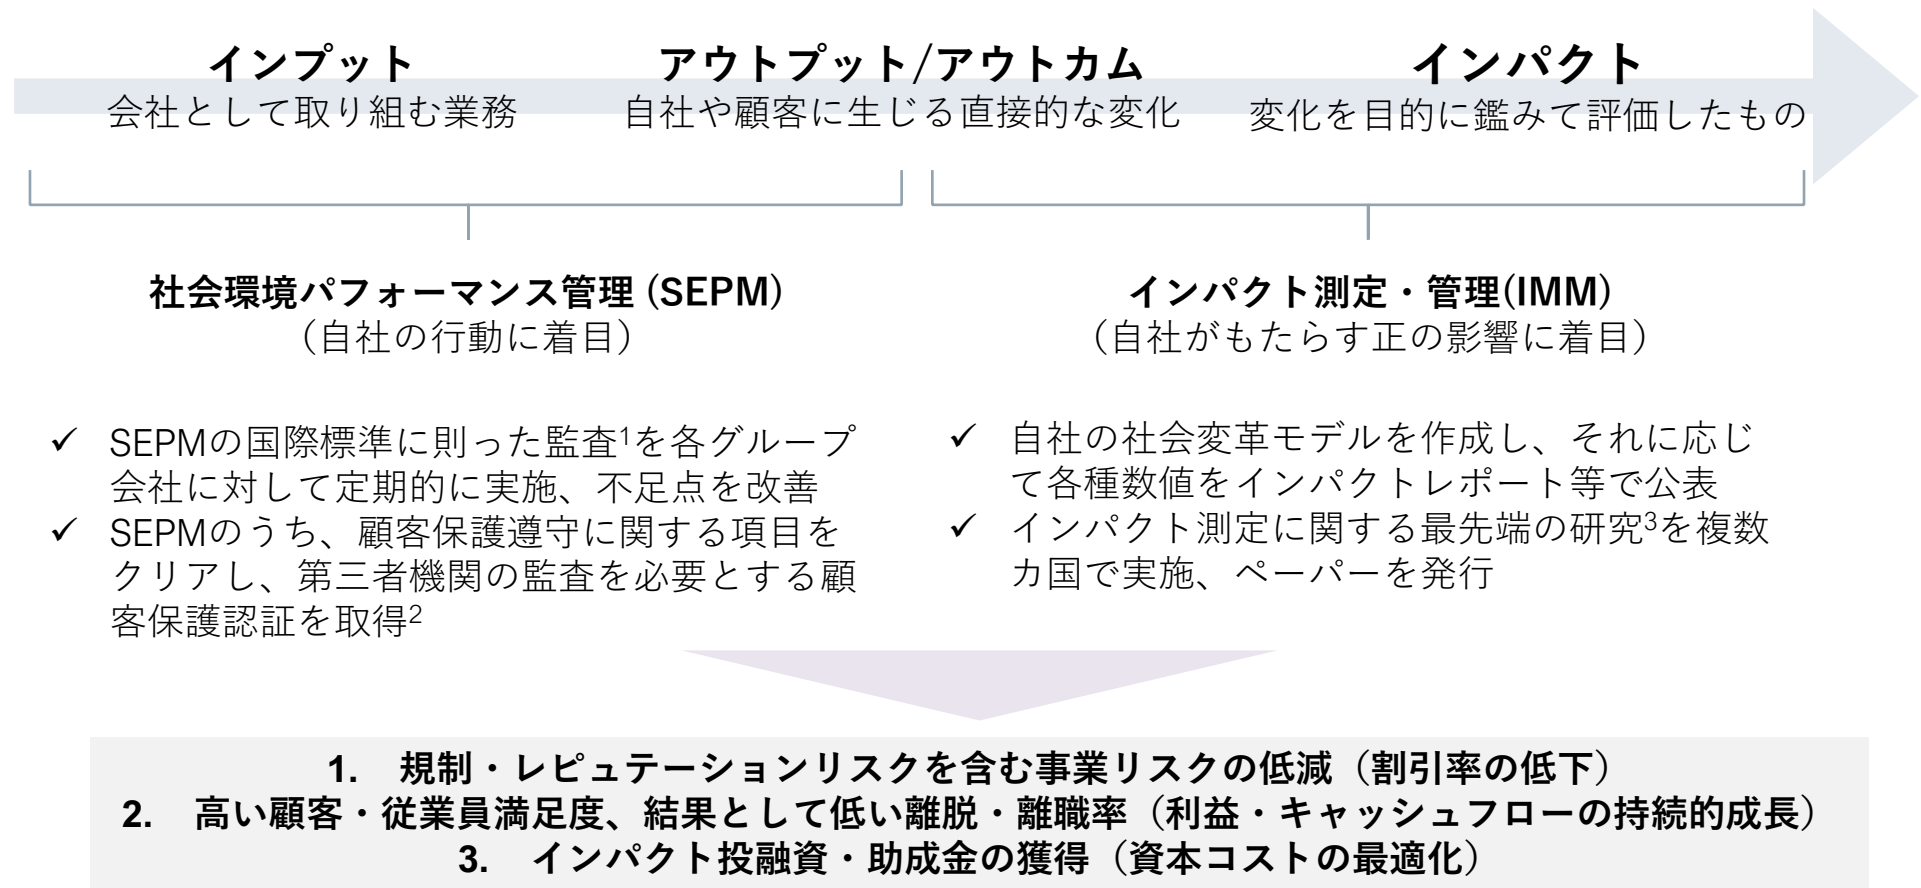 インプット
会社として取り組む業務
アウトプット/アウトカム
自社や顧客に生じる直接的な変化
インパクト
変化を目的に鑑みて評価したもの
社会環境パフォーマンス管理 (SEPM)
（自社の行動に着目）
✓ SEPMの国際標準に則った監査¹を各グループ
会社に対して定期的に実施、不足点を改善
✓ SEPMのうち、顧客保護遵守に関する項目を
クリアし、第三者機関の監査を必要とする顧
客保護認証を取得²
インパクト測定・管理(IMM)
（自社がもたらす正の影響に着目）
✓ 自社の社会変革モデルを作成し、それに応じ
て各種数値をインパクトレポート等で公表
✓ インパクト測定に関する最先端の研究³を複数
カ国で実施、ペーパーを発行
1. 規制・レピュテーションリスクを含む事業リスクの低減（割引率の低下）
2. 高い顧客・従業員満足度、結果として低い離脱・離職率（利益・キャッシュフローの持続的成長）
3. インパクト投融資・助成金の獲得（資本コストの最適化）